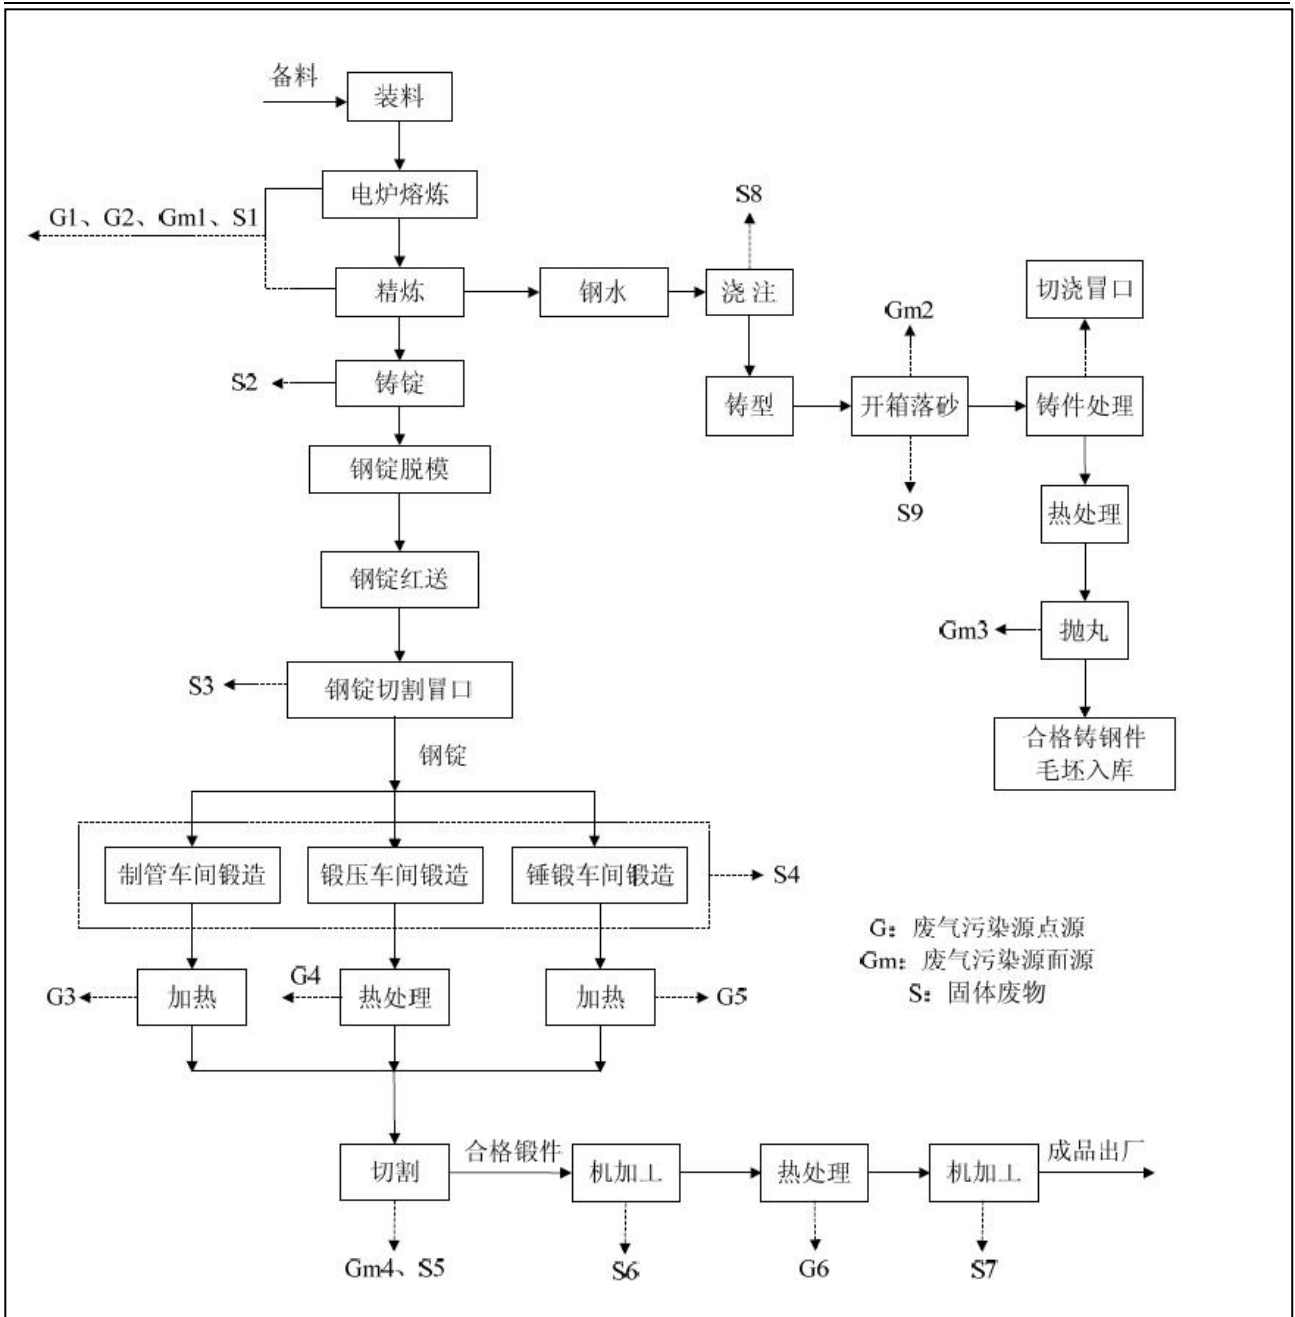 备料
装料
电炉熔炼
G1、G2、Gm1、S1
S8
精炼
钢水
浇 注
切浇冒口
Gm2
S2
铸锭
铸型
开箱落砂
铸件处理
钢锭脱模
S9
热处理
钢锭红送
Gm3
抛丸
S3
钢锭切割冒口
合格铸钢件
毛坯入库
钢锭
制管车间锻造
锻压车间锻造
锤锻车间锻造
S4
G：废气污染源点源
Gm：废气污染源面源
S：固体废物
G3
加热
G4
热处理
加热
G5
切割
合格锻件
机加工
热处理
机加工
成品出厂
Gm4、S5
S6
G6
S7